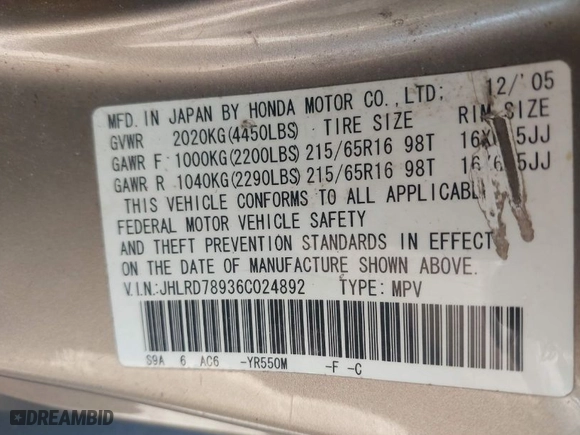 MFD. IN JAPAN BY HONDA MOTOR CO.,LTD; 12/'05
GVWR 2020KG(4450LBS) TIRE SIZE RIM SIZE
GAWR F: 1000KG(2200LBS) 215/65R16 98T 5JJ
GAWR R 1040KG(2290LBS) 215/65R16 98T 5JJ
THIS VEHICLE CONFORMS TO ALL APPLICABLE
FEDERAL MOTOR VEHICLE SAFETY
AND THEFT PREVENTION STANDARDS IN EFFECT
ON THE DATE OF MANUFACTURE SHOWN ABOVE.
V.I.N.:JHLRD78936C024892 TYPE: MPV
S9A 6 AC6 -YR550M -F -C
DREAMBID